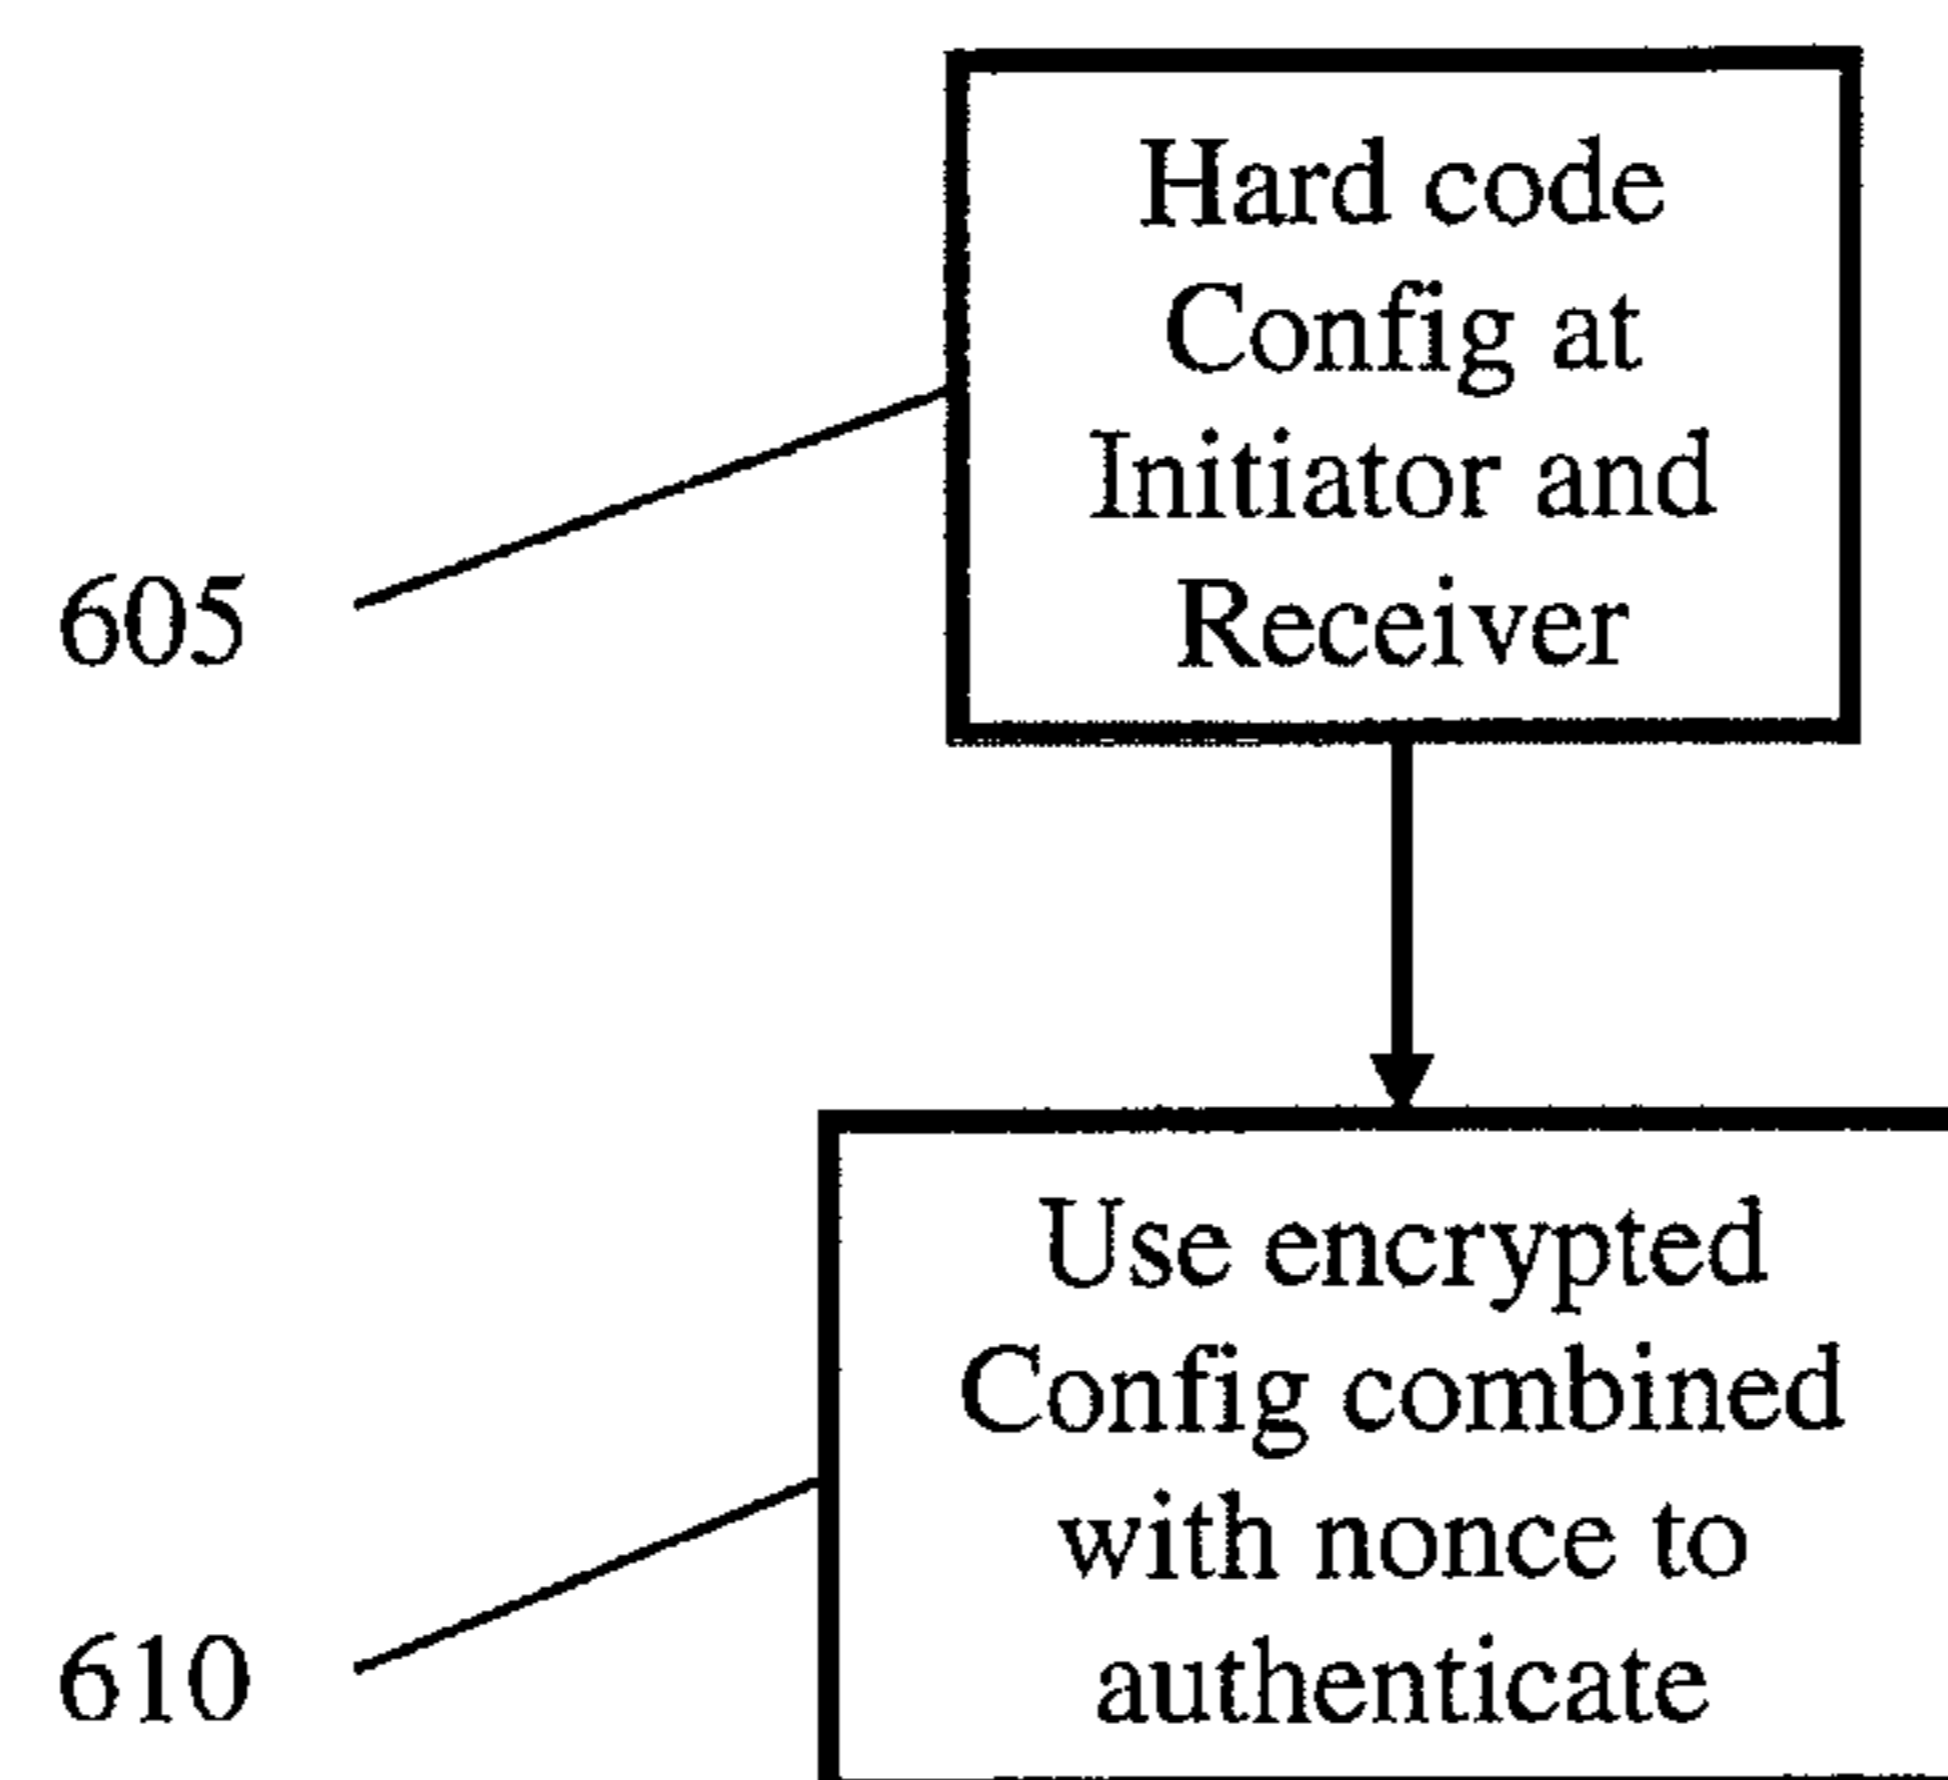 Hard code
Config at
Initiator and
Receiver
605
Use encrypted
Config combined
with nonce to
authenticate
610